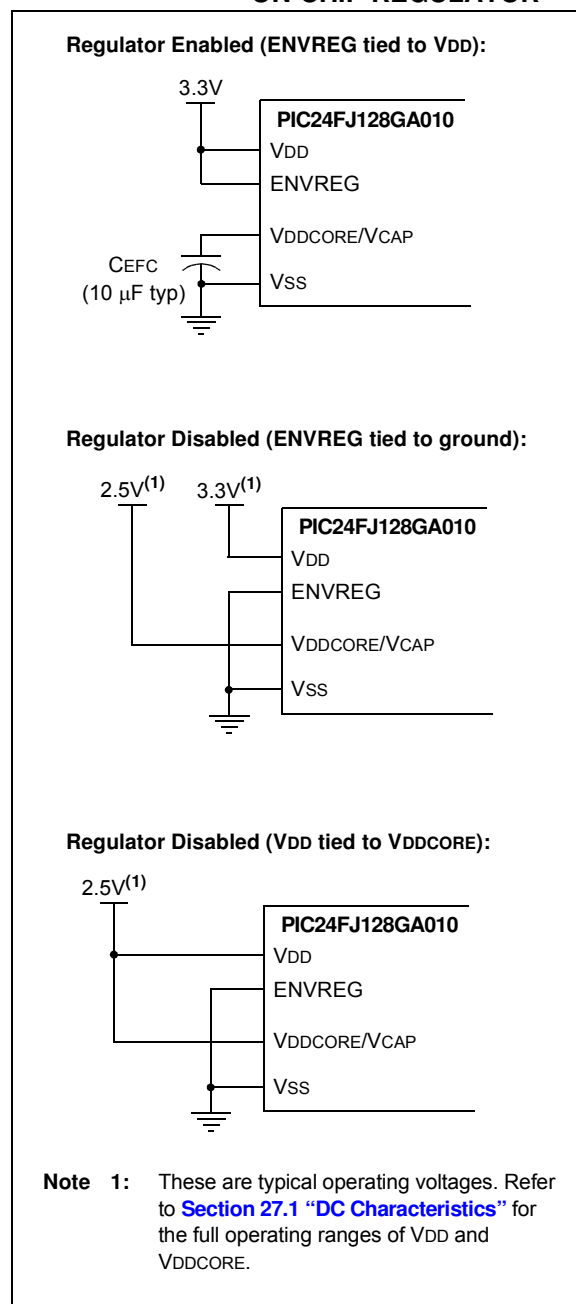 ON-CHIP REGULATOR
Regulator Enabled (ENVREG tied to VDD):
3.3V
PIC24FJ128GA010
VDD
ENVREG
VDDCORE/VCAP
CEFC
(10 μF typ)
VSS
Regulator Disabled (ENVREG tied to ground):
2.5V(1) 3.3V(1)
PIC24FJ128GA010
VDD
ENVREG
VDDCORE/VCAP
VSS
Regulator Disabled (VDD tied to VDDCORE):
2.5V(1)
PIC24FJ128GA010
VDD
ENVREG
VDDCORE/VCAP
VSS
Note 1: These are typical operating voltages. Refer
to Section 27.1 “DC Characteristics” for
the full operating ranges of VDD and
VDDCORE.